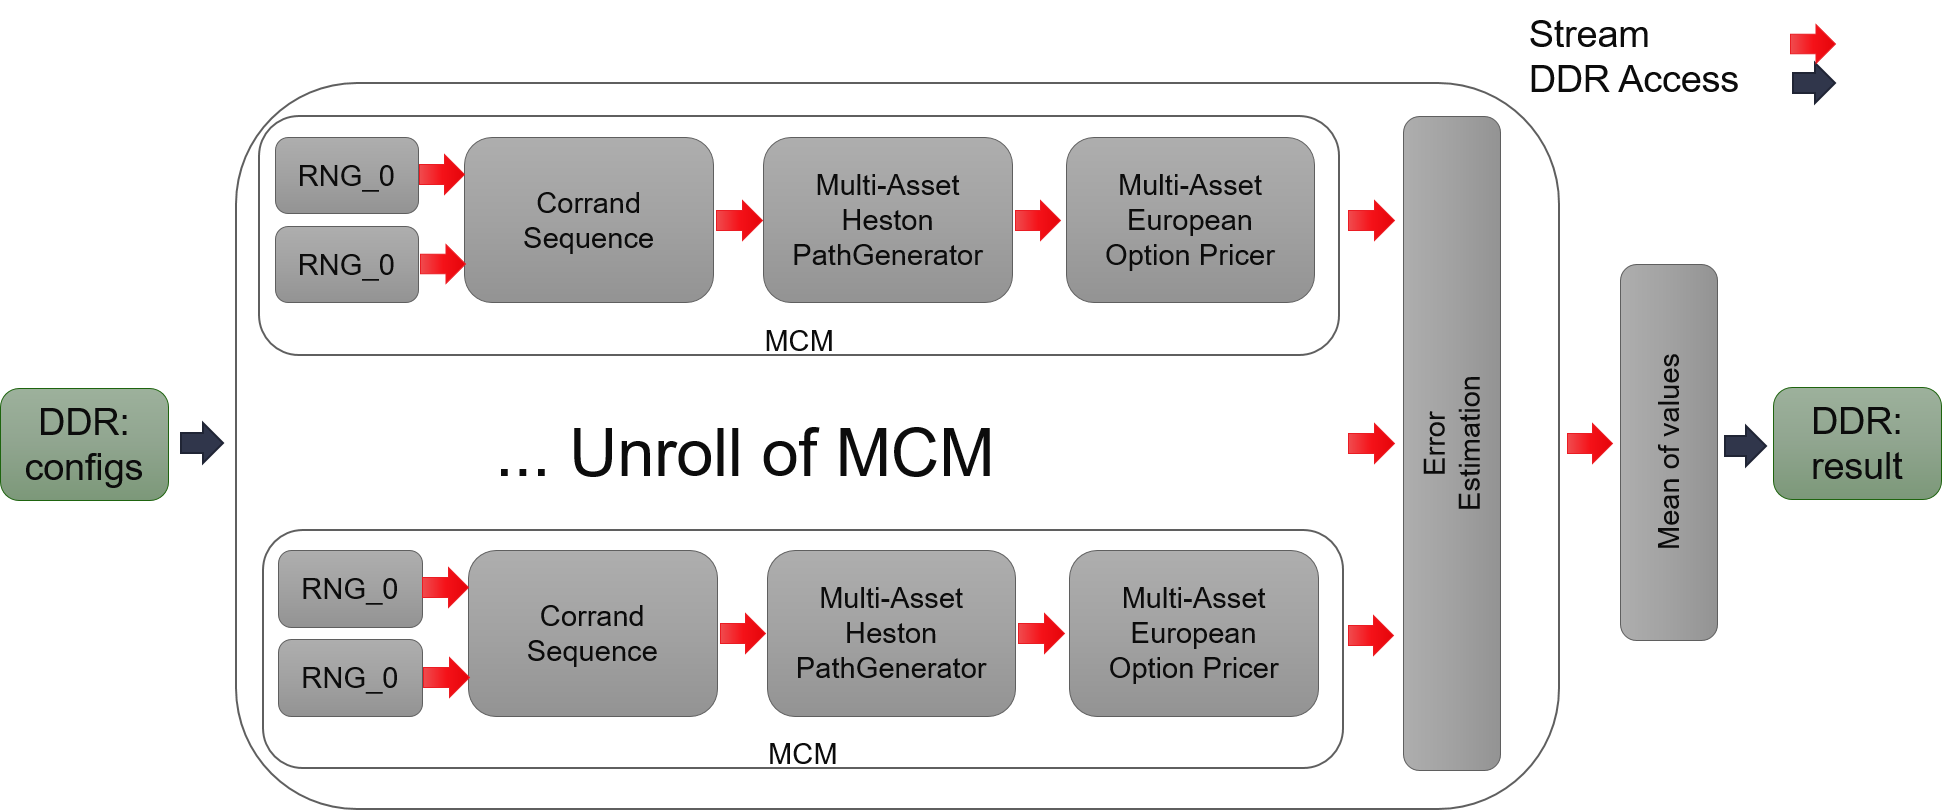 Stream
DDR Access
RNG_0
RNG_0
Corrand
Sequence
Multi-Asset
Heston
PathGenerator
Multi-Asset
European
Option Pricer
MCM
DDR:
configs
... Unroll of MCM
Error
Estimation
Mean of values
DDR:
result
RNG_0
RNG_0
Corrand
Sequence
Multi-Asset
Heston
PathGenerator
Multi-Asset
European
Option Pricer
MCM